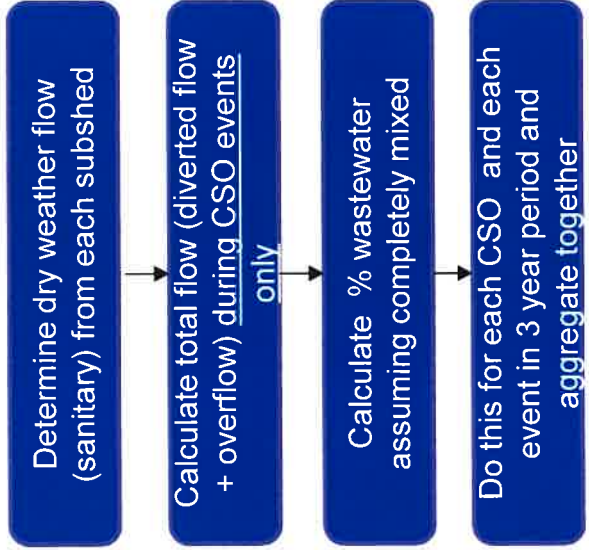 Determine dry weather flow
(sanitary) from each subshed
Calculate total flow (diverted flow
+ overflow) during CSO events
only
Calculate % wastewater
assuming completely mixed
Do this for each CSO and each
event in 3 year period and
aggregate together